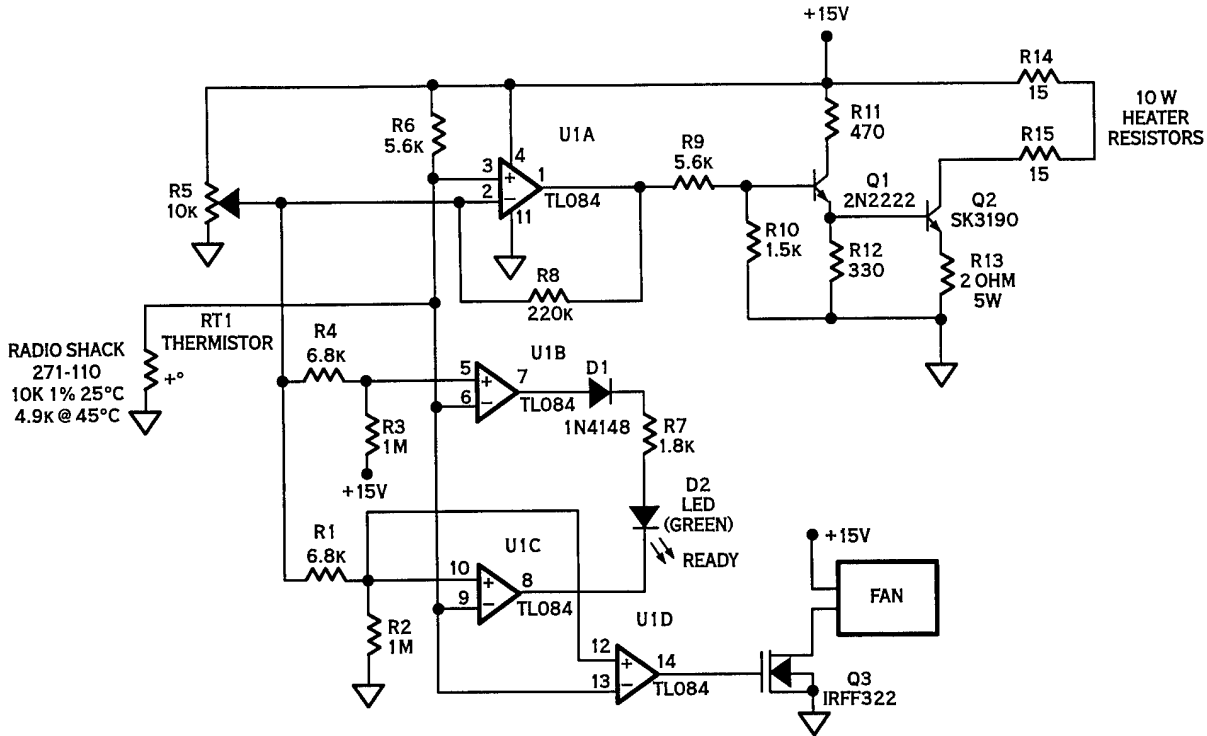 +15V
R14
15
10 W
HEATER
RESISTORS
R15
15
R11
470
R6
5.6K
U1A
R9
5.6K
3
+
2
−
4
1
TL084
11
R5
10K
Q1
2N2222
Q2
SK3190
R10
1.5K
R12
330
R13
2 OHM
5W
R8
220K
RT1
THERMISTOR
RADIO SHACK
271-110
10K 1% 25°C
4.9K @ 45°C
+°
R4
6.8K
U1B
5
+
6
−
7
TL084
D1
1N4148
R3
1M
+15V
R7
1.8K
D2
LED
(GREEN)
READY
R1
6.8K
U1C
10
+
9
−
8
TL084
R2
1M
U1D
12
+
13
−
14
TL084
+15V
FAN
Q3
IRFF322